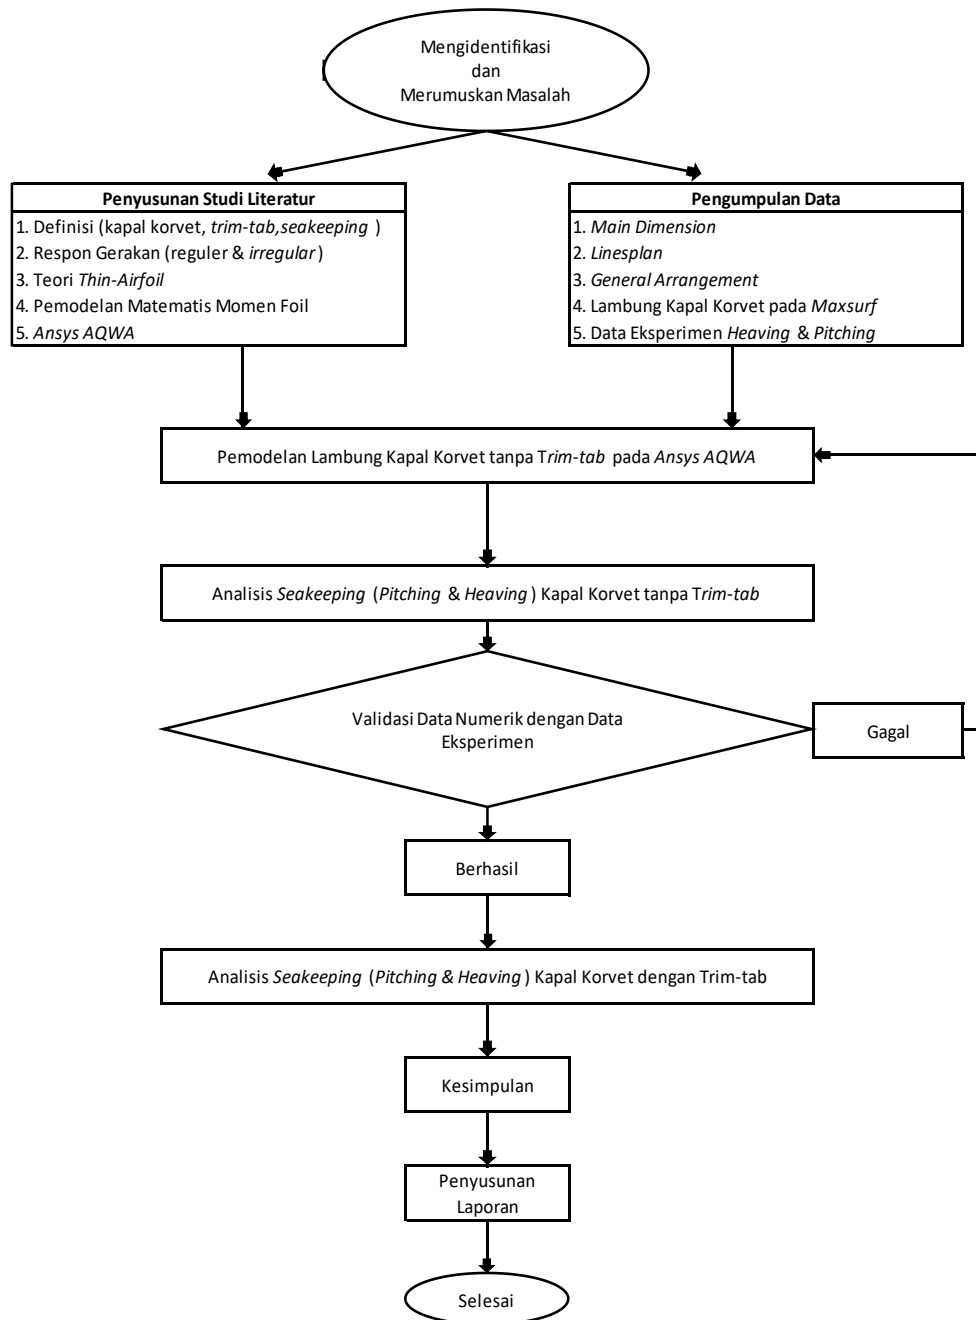 Mengidentifikasi
dan
Merumuskan Masalah
Penyusunan Studi Literatur
1. Definisi (kapal korvet, trim-tab,seakeeping )
2. Respon Gerakan (reguler & irregular)
3. Teori Thin-Airfoil
4. Pemodelan Matematis Momen Foil
5. Ansys AQWA
Pengumpulan Data
1. Main Dimension
2. Linesplan
3. General Arrangement
4. Lambung Kapal Korvet pada Maxsurf
5. Data Eksperimen Heaving & Pitching
Pemodelan Lambung Kapal Korvet tanpa Trim-tab pada Ansys AQWA
Analisis Seakeeping (Pitching & Heaving) Kapal Korvet tanpa Trim-tab
Validasi Data Numerik dengan Data
Eksperimen
Gagal
Berhasil
Analisis Seakeeping (Pitching & Heaving) Kapal Korvet dengan Trim-tab
Kesimpulan
Penyusunan
Laporan
Selesai